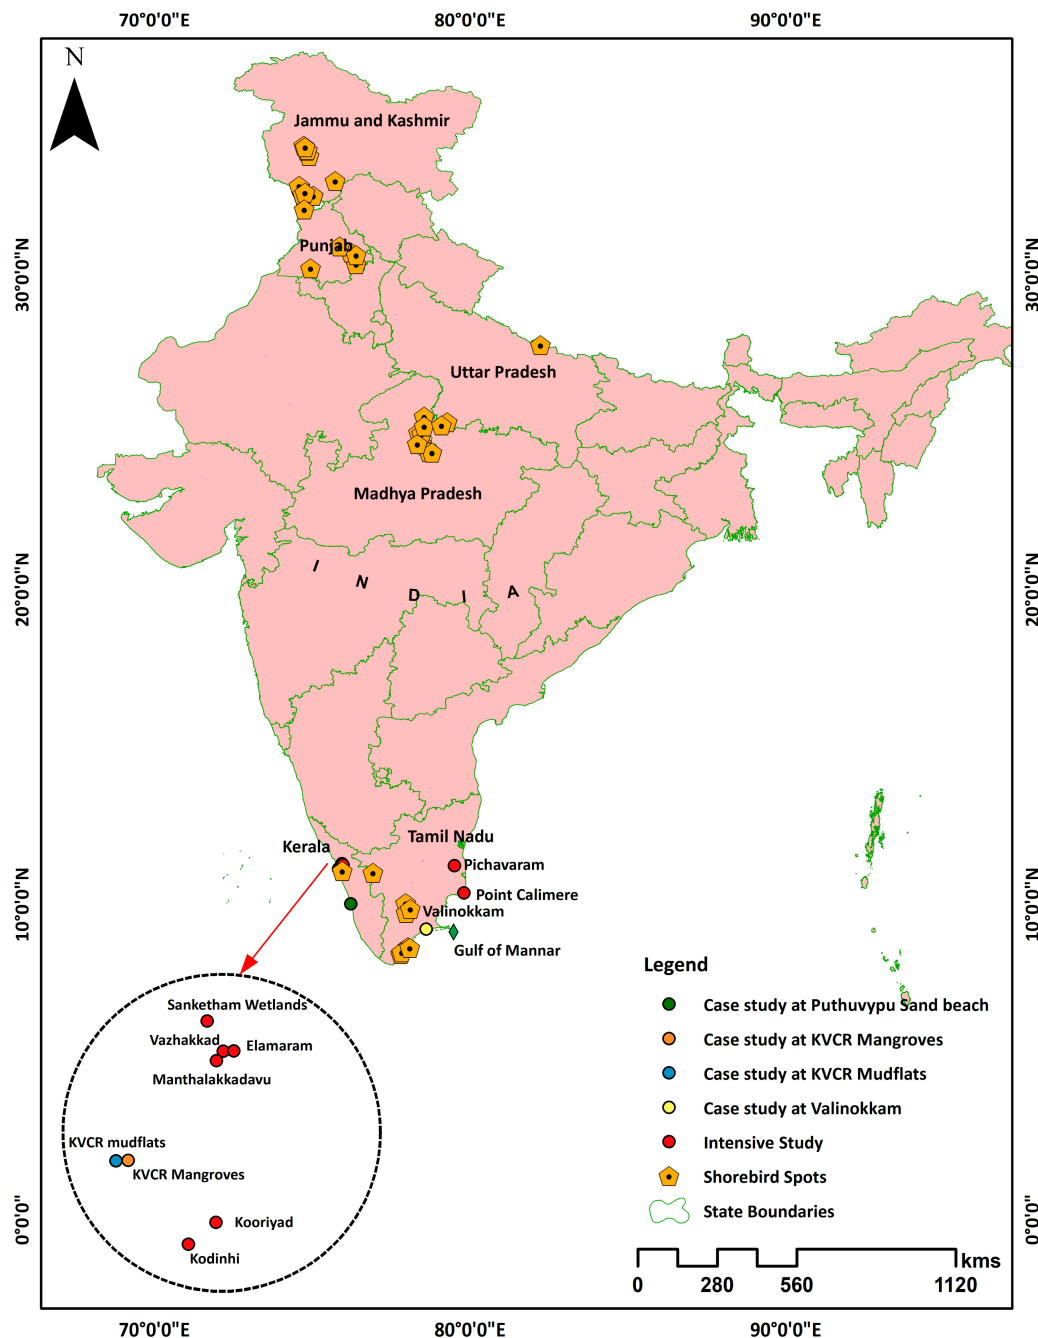 70°0'0"E 80°0'0"E 90°0'0"E
N
Jammu and Kashmir
Punjab
30°0'0"N 30°0'0"N
Uttar Pradesh
Madhya Pradesh
I N D I A
20°0'0"N 20°0'0"N
Kerala
Tamil Nadu
Pichavaram
Point Calimere
Valinokkam
Gulf of Mannar
10°0'0"N 10°0'0"N
Sanketham Wetlands
Vazhakkad
Elamaram
Manthalakkadavu
KVCR mudflats
KVCR Mangroves
Kooriyad
Kodinhi
Legend
Case study at Puthuvypu Sand beach
Case study at KVCR Mangroves
Case study at KVCR Mudflats
Case study at Valinokkam
Intensive Study
Shorebird Spots
State Boundaries
0°0'0" 0°0'0"
kms
0 280 560 1120
70°0'0"E 80°0'0"E 90°0'0"E